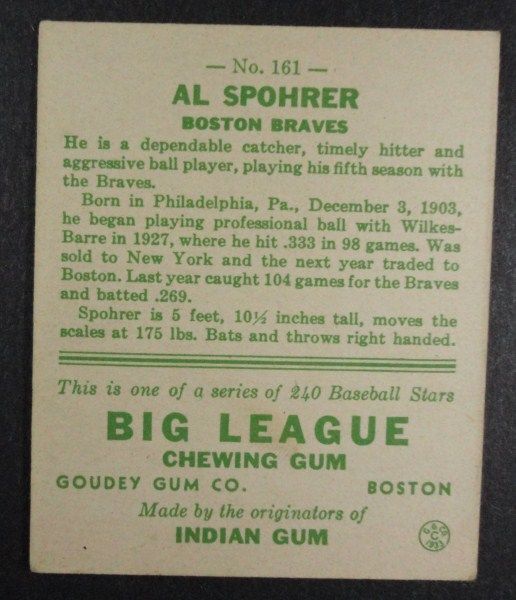 — No. 161 —
AL SPOHRER
BOSTON BRAVES
He is a dependable catcher, timely hitter and
aggressive ball player, playing his fifth season with
the Braves.
Born in Philadelphia, Pa., December 3, 1903,
he began playing professional ball with Wilkes-
Barre in 1927, where he hit .333 in 98 games. Was
sold to New York and the next year traded to
Boston. Last year caught 104 games for the Braves
and batted .269.
Spohrer is 5 feet, 10½ inches tall, moves the
scales at 175 lbs. Bats and throws right handed.
This is one of a series of 240 Baseball Stars
BIG LEAGUE
CHEWING GUM
GOUDEY GUM CO. BOSTON
Made by the originators of
INDIAN GUM
G. G. CO.
C
1933